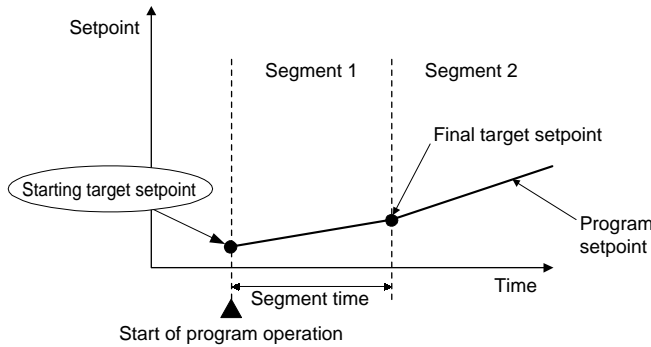 Setpoint
Segment 1
Segment 2
Final target setpoint
Starting target setpoint
Program
setpoint
Time
Segment time
Start of program operation